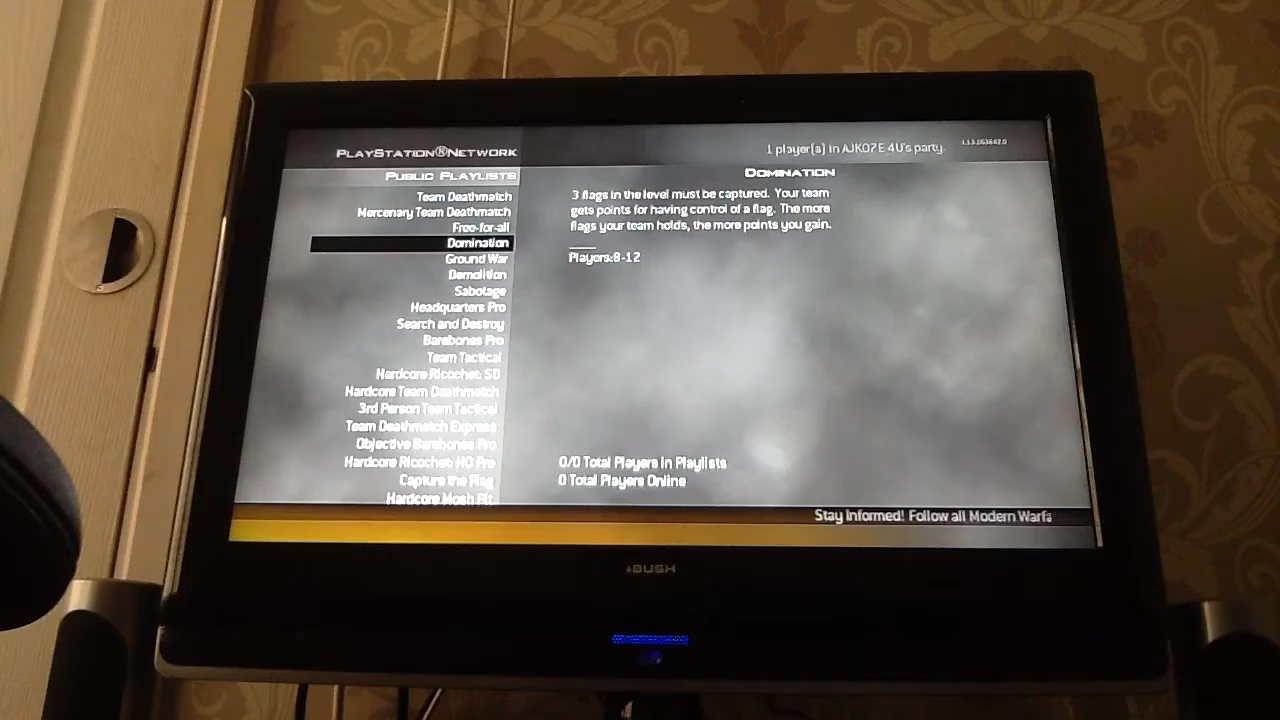 PlayStation®Network
1 player(s) in AJK07E4U's party.
Public Playlists
Domination
Team Deathmatch
Mercenary Team Deathmatch
Free-for-all
Domination
Ground War
Demolition
Sabotage
Headquarters Pro
Search and Destroy
Barebones Pro
Team Tactical
Hardcore Ricochet: SD
Hardcore Team Deathmatch
3rd Person Team Tactical
Team Deathmatch Express
Objective Barebones Pro
Hardcore Ricochet: HQ Pro
Capture the Flag
Hardcore Mosh Pit
3 flags in the level must be captured. Your team
gets points for having control of a flag. The more
flags your team holds, the more points you gain.
Players:8-12
0/0 Total Players in Playlists
0 Total Players Online
Stay Informed! Follow all Modern Warfa
BUSH